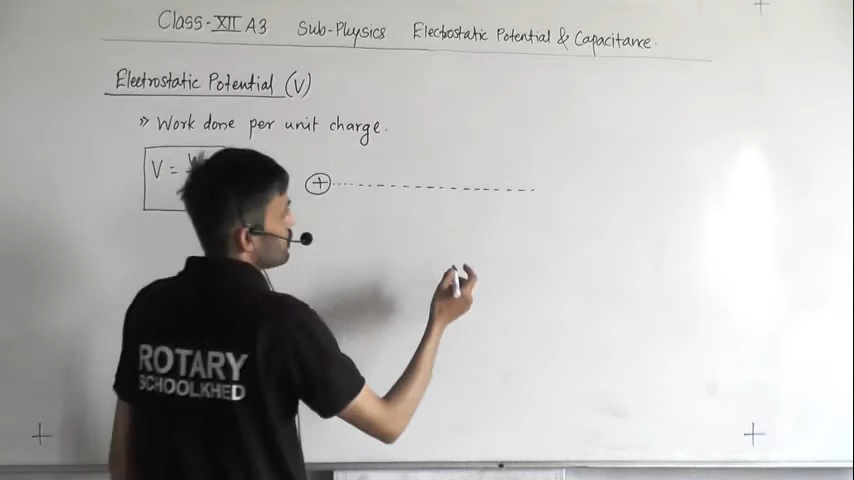 Class-XII A3 Sub-Physics Electrostatic Potential & Capacitance.
Electrostatic Potential (V)
» Work done per unit charge.
V =
+
ROTARY
SCHOOLKHED